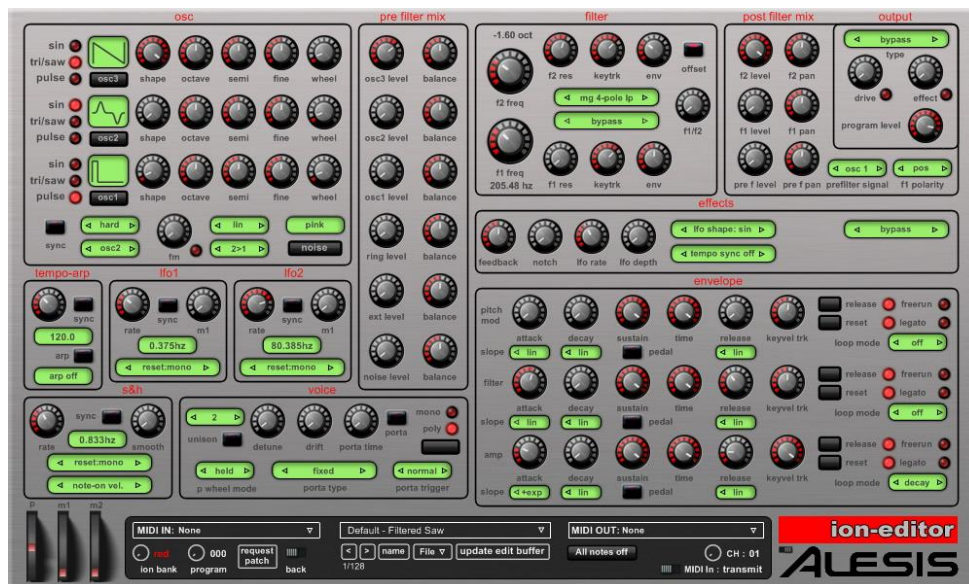 osc
pre filter mix
filter
post filter mix
output
sin
tri/saw
pulse
osc3
shape
octave
semi
fine
wheel
sin
tri/saw
pulse
osc2
shape
octave
semi
fine
wheel
sin
tri/saw
pulse
osc1
shape
octave
semi
fine
wheel
sync
hard
osc2
fm
lin
2>1
pink
noise
osc3 level
balance
osc2 level
balance
osc1 level
balance
ring level
balance
ext level
balance
noise level
balance
-1.60 oct
f2 freq
f2 res
keytrk
env
offset
mg 4-pole lp
bypass
f1/f2
f1 freq
205.48 hz
f1 res
keytrk
env
f2 level
f2 pan
f1 level
f1 pan
pre f level
pre f pan
bypass
type
drive
effect
program level
osc 1
prefilter signal
pos
f1 polarity
effects
feedback
notch
lfo rate
lfo depth
lfo shape: sin
tempo sync off
bypass
tempo-arp
sync
120.0
arp
arp off
lfo1
rate
sync
m1
0.375hz
reset:mono
lfo2
rate
sync
m1
80.385hz
reset:mono
s&h
rate
sync
smooth
0.833hz
reset:mono
note-on vel.
voice
2
unison
detune
drift
porta time
porta
mono
poly
held
p wheel mode
fixed
porta type
normal
porta trigger
envelope
pitch
mod
attack
decay
sustain
time
release
keyvel trk
slope
lin
lin
pedal
lin
release
freerun
reset
legato
loop mode
off
filter
attack
decay
sustain
time
release
keyvel trk
slope
lin
lin
pedal
lin
release
freerun
reset
legato
loop mode
off
amp
attack
decay
sustain
time
release
keyvel trk
slope
+exp
lin
pedal
lin
release
freerun
reset
legato
loop mode
decay
P
m1
m2
MIDI IN: None
red
ion bank
000
program
request
patch
back
Default - Filtered Saw
<
>
name
File
update edit buffer
1/128
MIDI OUT: None
All notes off
CH : 01
MIDI In : transmit
ion-editor
ALESIS